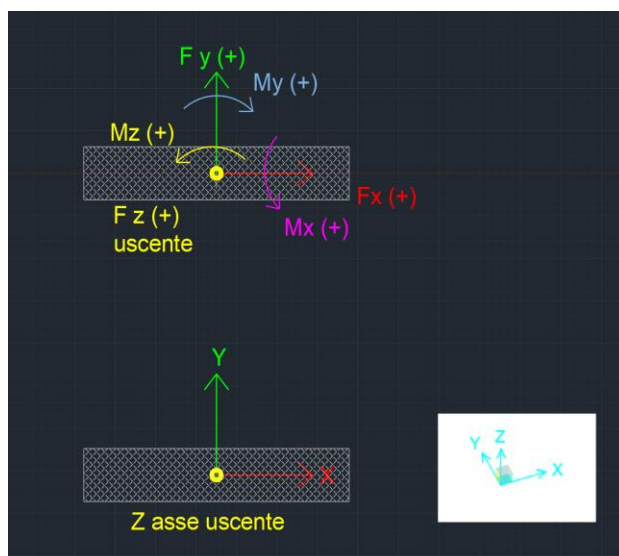 F y (+)
My (+)
Mz (+)
Fx (+)
F z (+)
uscente
Mx (+)
Y
X
Z asse uscente
Y
Z
X